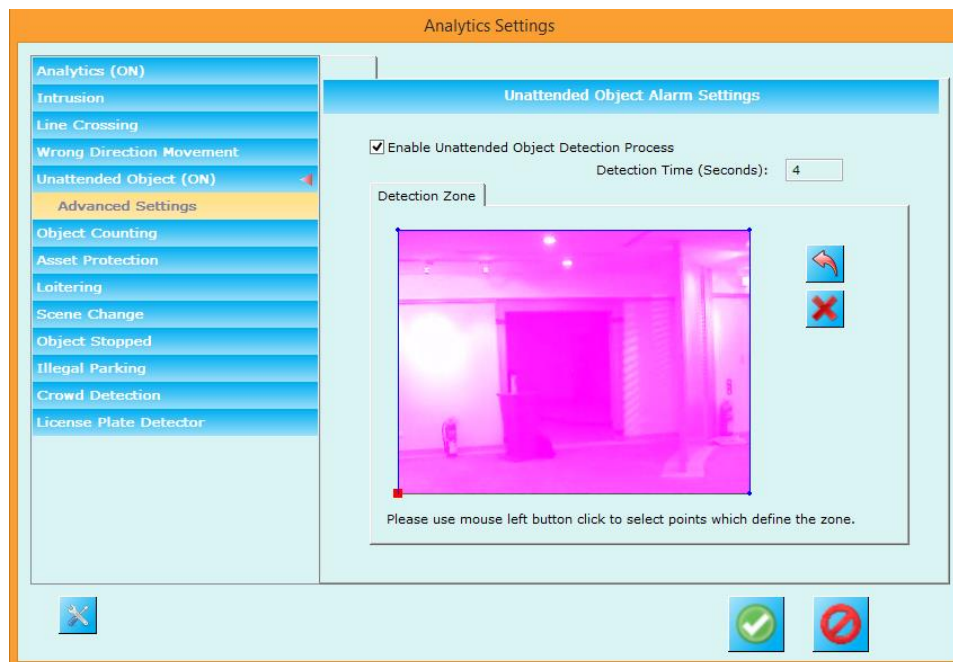 Analytics Settings
Analytics (ON)
Intrusion
Line Crossing
Wrong Direction Movement
Unattended Object (ON)
Advanced Settings
Object Counting
Asset Protection
Loitering
Scene Change
Object Stopped
Illegal Parking
Crowd Detection
License Plate Detector
Unattended Object Alarm Settings
Enable Unattended Object Detection Process
Detection Time (Seconds): 4
Detection Zone
Please use mouse left button click to select points which define the zone.